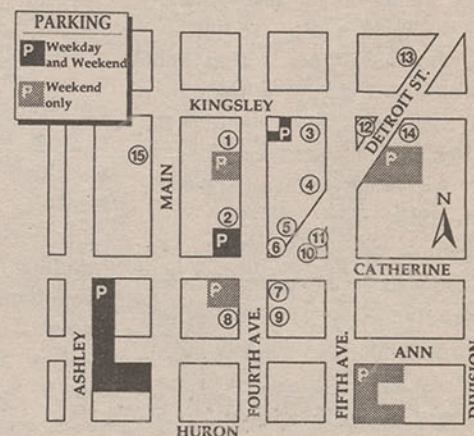 PARKING
P Weekday
and Weekend
P Weekend
only
KINGSLEY
DETROIT ST.
13
12
14
P
1
P
P 3
15
MAIN
4
2
P
5
6
11
10
N
CATHERINE
P
P
8
7
9
ASHLEY
FOURTH AVE.
FIFTH AVE.
ANN
P
DIVISION
HURON